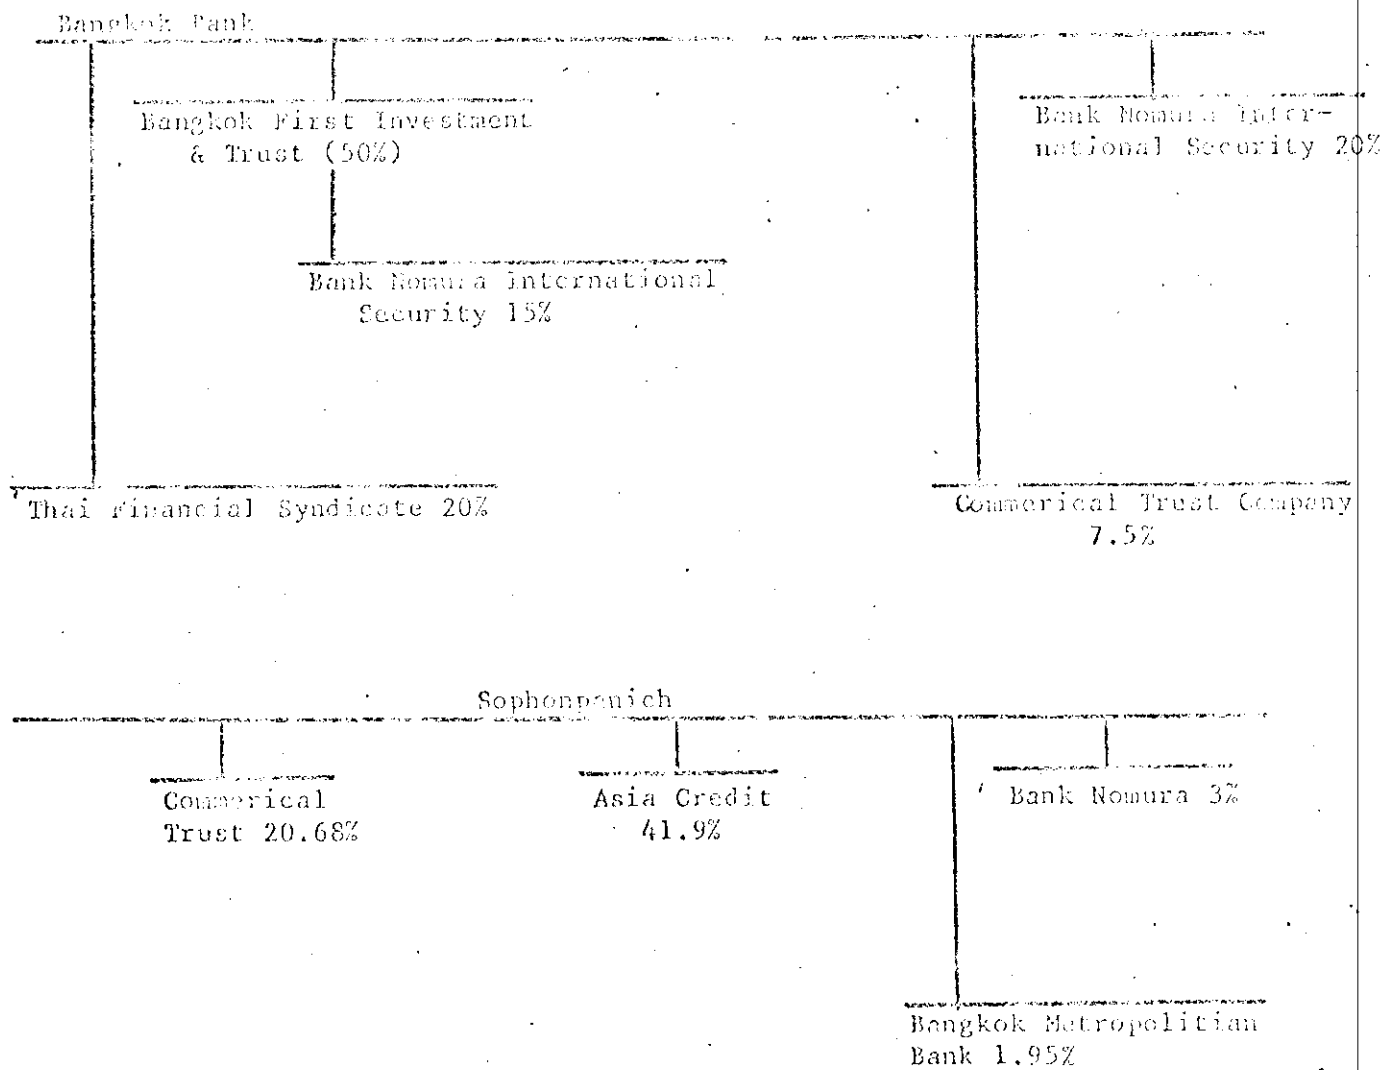 Bangkok Bank
Bangkok First Investment
& Trust (50%)
Bank Nomura Inter-
national Security 20%
Bank Nomura International
Security 15%
Thai Financial Syndicate 20%
Commerical Trust Company
7.5%
Sophonpanich
Commerical
Trust 20.68%
Asia Credit
41.9%
Bank Nomura 3%
Bangkok Metropolitian
Bank 1.95%